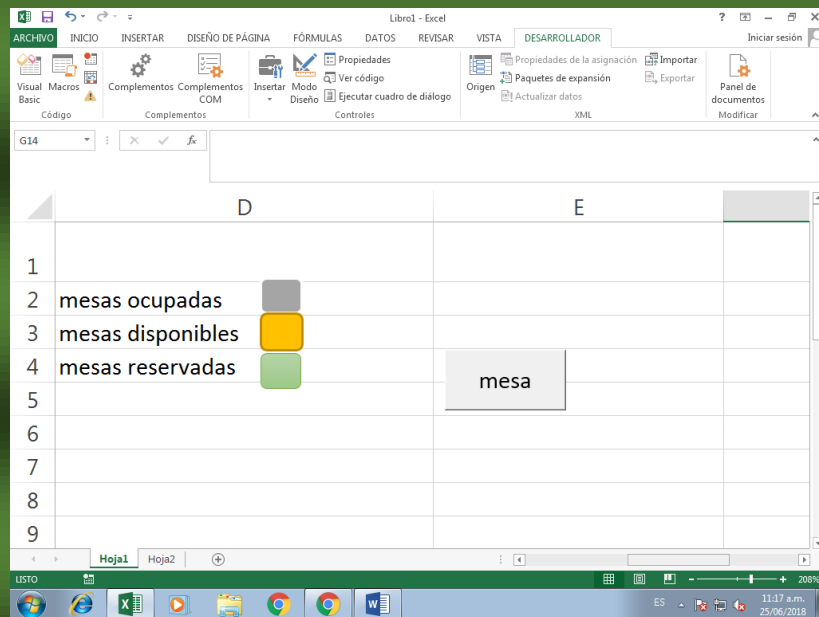 Libro1 - Excel
ARCHIVO INICIO INSERTAR DISEÑO DE PÁGINA FÓRMULAS DATOS REVISAR VISTA DESARROLLADOR Iniciar sesión
Visual Basic
Macros
Código
Complementos
Complementos COM
Complementos
Insertar
Modo Diseño
Propiedades
Ver código
Ejecutar cuadro de diálogo
Controles
Origen
Propiedades de la asignación
Paquetes de expansión
Actualizar datos
Importar
Exportar
XML
Panel de documentos
Modificar
G14
fx
D E
1
2 mesas ocupadas
3 mesas disponibles
4 mesas reservadas
mesa
5
6
7
8
9
Hoja1 Hoja2
LISTO 208%
ES 11:17 a.m.
25/06/2018